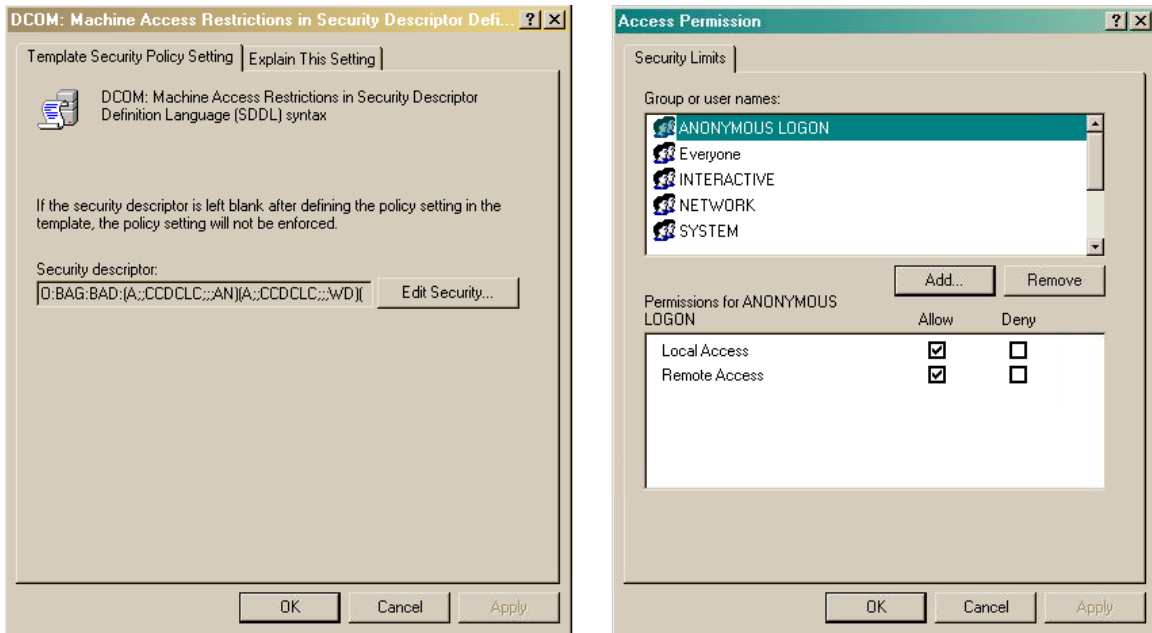 DCOM: Machine Access Restrictions in Security Descriptor Defi...
Template Security Policy Setting
Explain This Setting
DCOM: Machine Access Restrictions in Security Descriptor
Definition Language (SDDL) syntax
If the security descriptor is left blank after defining the policy setting in the
template, the policy setting will not be enforced.
Security descriptor:
O:BAG:BAD:(A;;CCDCLC;;;AN)(A;;CCDCLC;;;WD)(
Edit Security...
OK
Cancel
Apply
Access Permission
Security Limits
Group or user names:
ANONYMOUS LOGON
Everyone
INTERACTIVE
NETWORK
SYSTEM
Add...
Remove
Permissions for ANONYMOUS
LOGON
Allow
Deny
Local Access
Remote Access
OK
Cancel
Apply